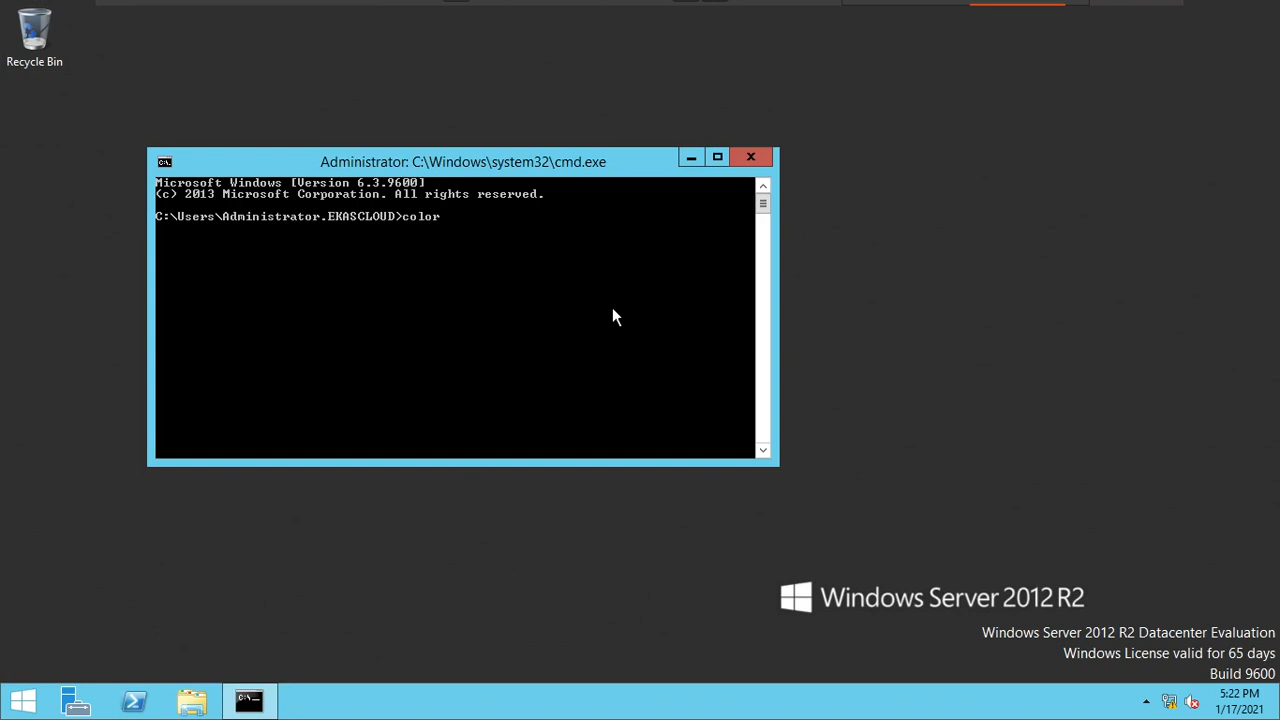 Recycle Bin
Administrator: C:\Windows\system32\cmd.exe
Microsoft Windows [Version 6.3.9600]
(c) 2013 Microsoft Corporation. All rights reserved.
C:\Users\Administrator.EKASCLOUD>color
Windows Server 2012 R2
Windows Server 2012 R2 Datacenter Evaluation
Windows License valid for 65 days
Build 9600
5:22 PM
1/17/2021